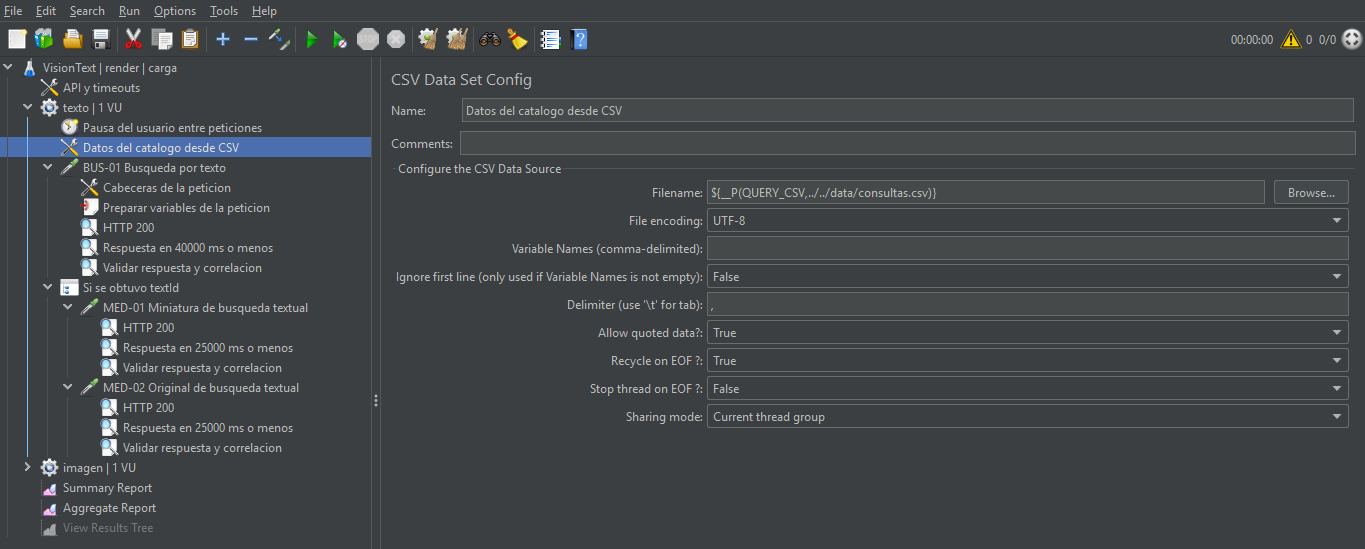 File Edit Search Run Options Tools Help
00:00:00 0 0/0
VisionText | render | carga
API y timeouts
texto | 1 VU
Pausa del usuario entre peticiones
Datos del catalogo desde CSV
BUS-01 Busqueda por texto
Cabeceras de la peticion
Preparar variables de la peticion
HTTP 200
Respuesta en 40000 ms o menos
Validar respuesta y correlacion
Si se obtuvo textId
MED-01 Miniatura de busqueda textual
HTTP 200
Respuesta en 25000 ms o menos
Validar respuesta y correlacion
MED-02 Original de busqueda textual
HTTP 200
Respuesta en 25000 ms o menos
Validar respuesta y correlacion
imagen | 1 VU
Summary Report
Aggregate Report
View Results Tree
CSV Data Set Config
Name: Datos del catalogo desde CSV
Comments:
Configure the CSV Data Source
Filename: ${__P(QUERY_CSV,../../data/consultas.csv)} Browse...
File encoding: UTF-8
Variable Names (comma-delimited):
Ignore first line (only used if Variable Names is not empty): False
Delimiter (use '\t' for tab): ,
Allow quoted data?: True
Recycle on EOF ?: True
Stop thread on EOF ?: False
Sharing mode: Current thread group